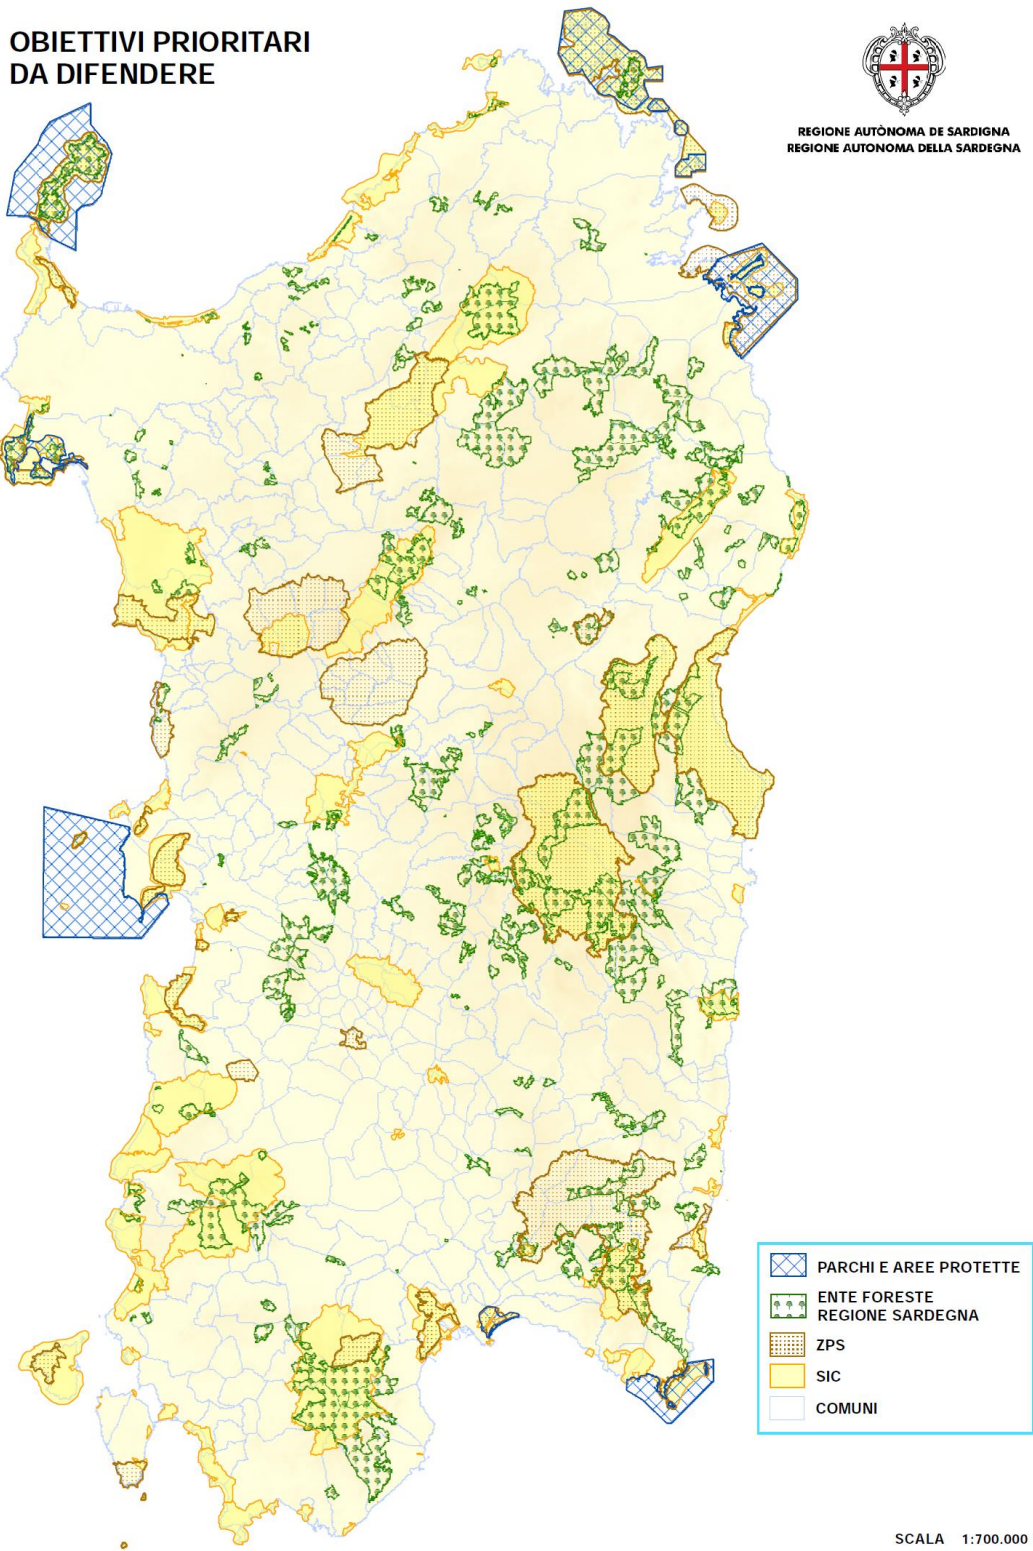 OBIETTIVI PRIORITARI
DA DIFENDERE
REGIONE AUTÒNOMA DE SARDIGNA
REGIONE AUTONOMA DELLA SARDEGNA
PARCHI E AREE PROTETTE
ENTE FORESTE
REGIONE SARDEGNA
ZPS
SIC
COMUNI
SCALA 1:700.000